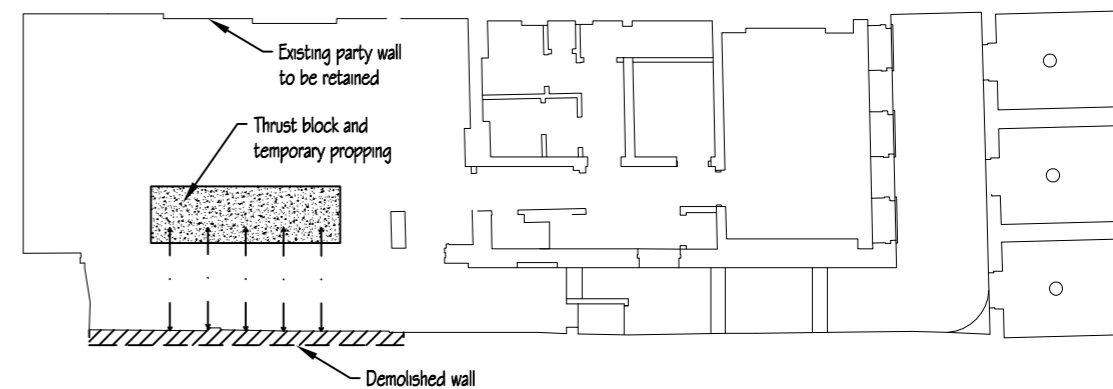 Existing party wall
to be retained
Thrust block and
temporary propping
Demolished wall